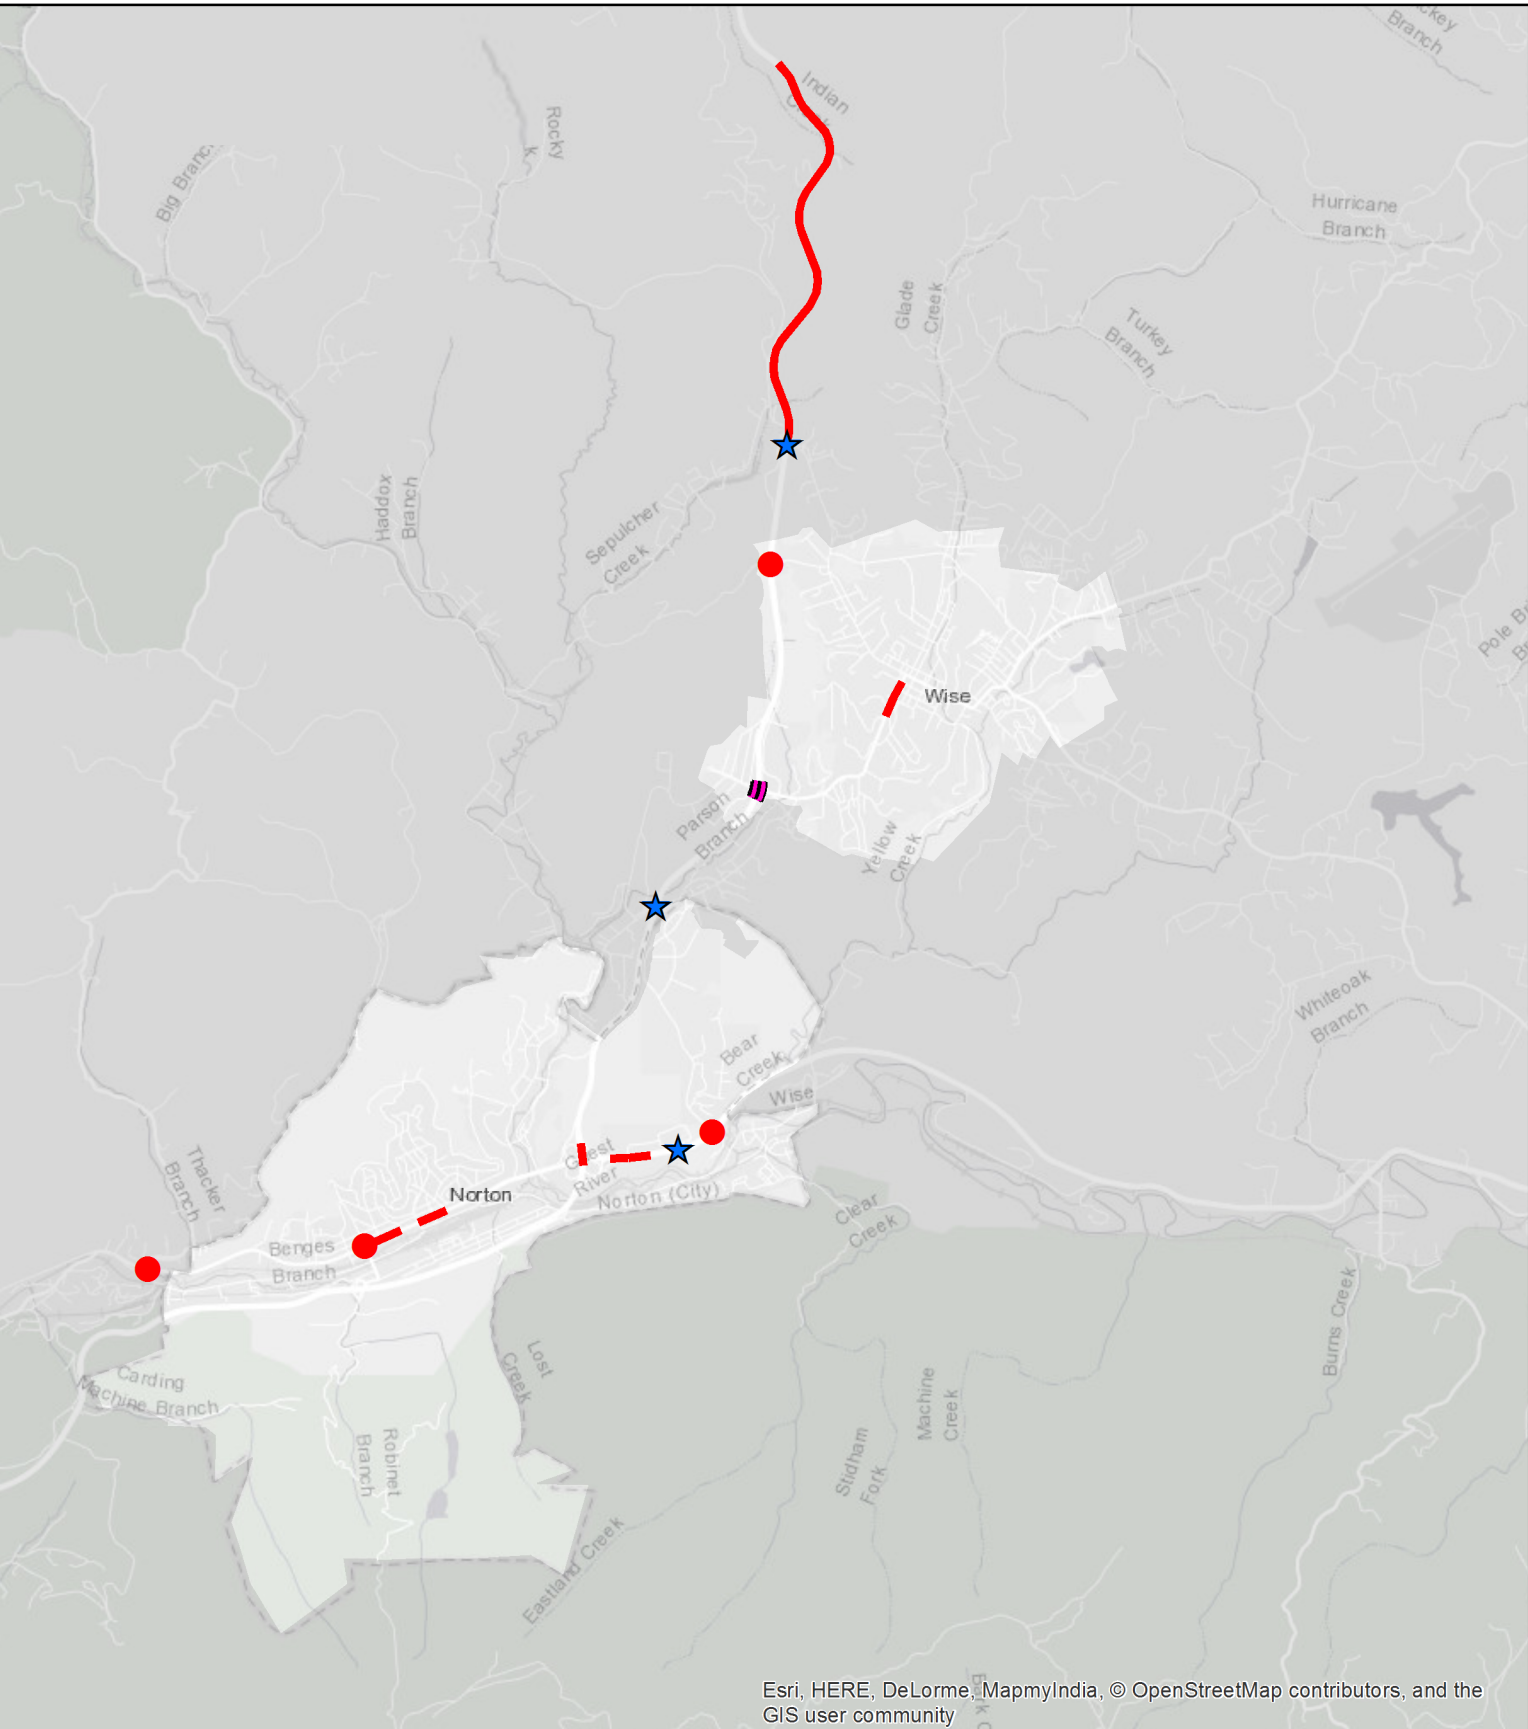 Branch
Indian
Rocky
Big Branch
Hurricane
Branch
Glade
Creek
Turkey
Branch
Haddox
Branch
Sepulcher
Creek
Wise
Parson
Branch
Yellow
Creek
Whiteoak
Branch
Bear
Creek
Wise
Guest
River
Norton (City)
Norton
Thacker
Branch
Benges
Branch
Clear
Creek
Burns Creek
Lost
Creek
Carding
Machine Branch
Machine
Creek
Robinet
Branch
Stidham
Fork
Eastland Creek
Esri, HERE, DeLorme, MapmyIndia, © OpenStreetMap contributors, and the
GIS user community